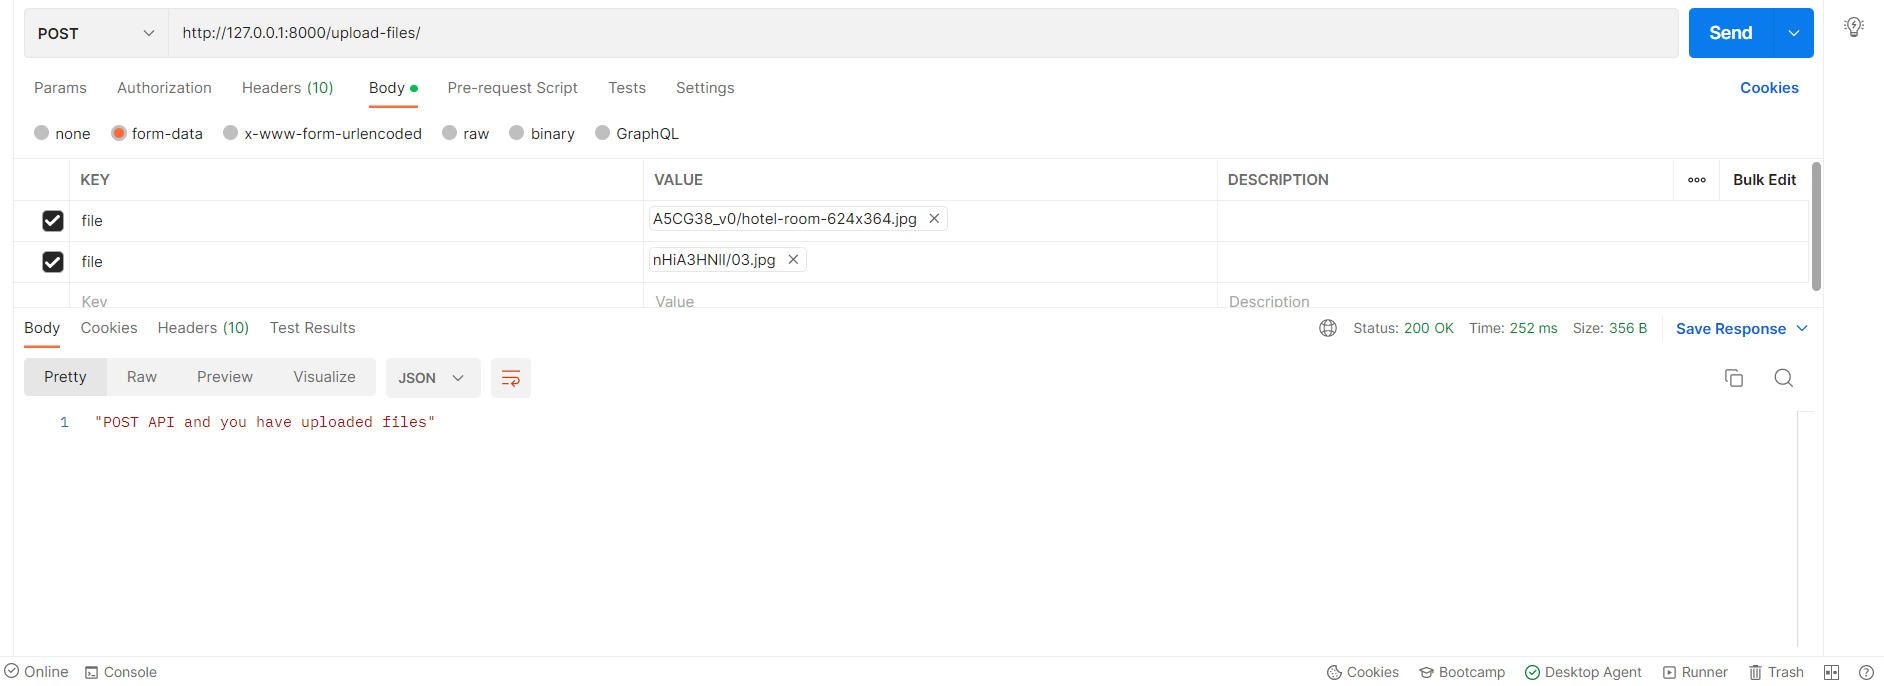 POST http://127.0.0.1:8000/upload-files/ Send
Params Authorization Headers (10) Body Pre-request Script Tests Settings Cookies
none form-data x-www-form-urlencoded raw binary GraphQL
KEY VALUE DESCRIPTION Bulk Edit
file A5CG38_v0/hotel-room-624x364.jpg
file nHiA3HNlI/03.jpg
Key Value Description
Body Cookies Headers (10) Test Results Status: 200 OK Time: 252 ms Size: 356 B Save Response
Pretty Raw Preview Visualize JSON
1 "POST API and you have uploaded files"
Online Console Cookies Bootcamp Desktop Agent Runner Trash